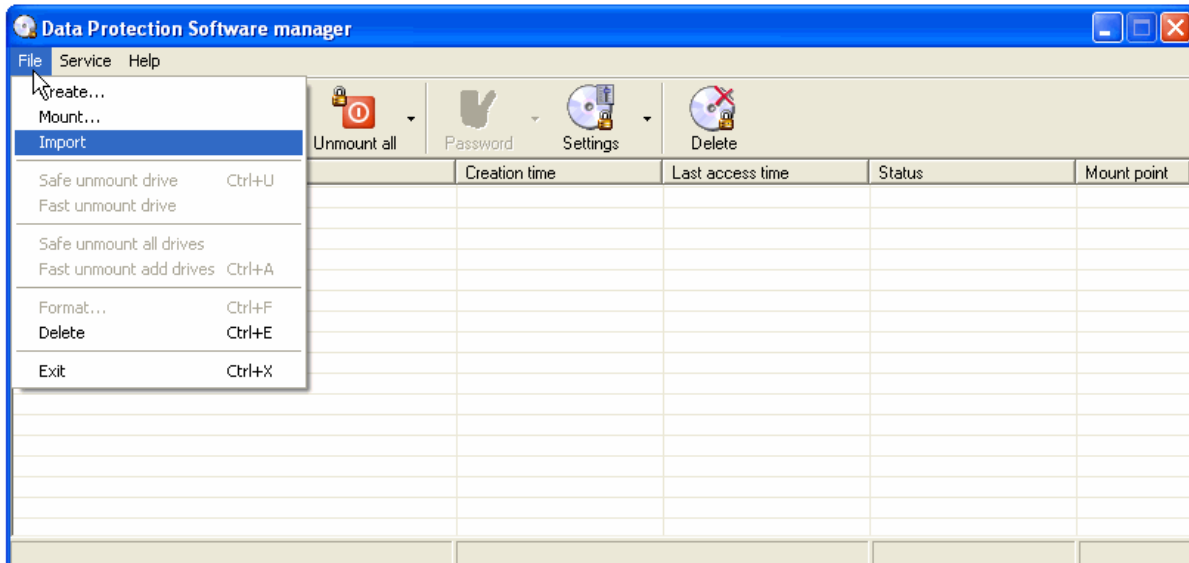 Data Protection Software manager
File Service Help
Create...
Mount...
Import
Safe unmount drive Ctrl+U
Fast unmount drive
Safe unmount all drives
Fast unmount add drives Ctrl+A
Format... Ctrl+F
Delete Ctrl+E
Exit Ctrl+X
Unmount all Password Settings Delete
Creation time Last access time Status Mount point